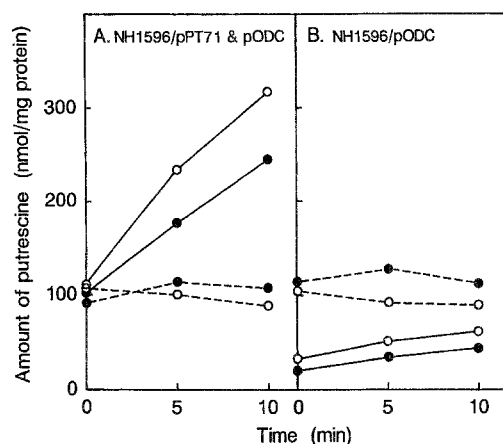 A. NH1596/pPT71 & pODC
B. NH1596/pODC
Amount of putrescine (nmol/mg protein)
300
200
100
0
0
5
10
0
5
10
Time (min)